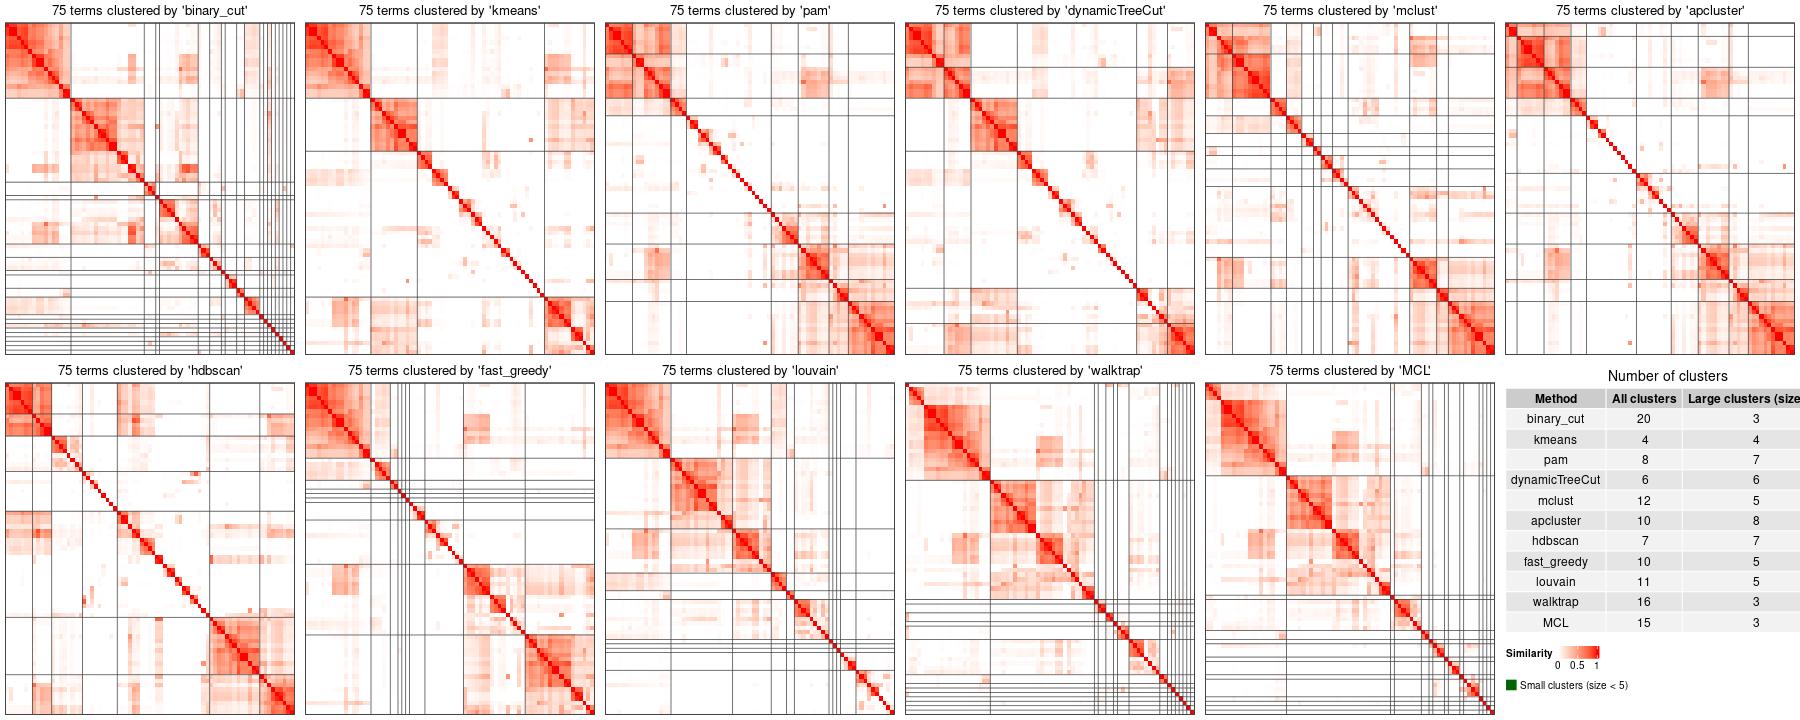 75 terms clustered by 'binary_cut'
75 terms clustered by 'kmeans'
75 terms clustered by 'pam'
75 terms clustered by 'dynamicTreeCut'
75 terms clustered by 'mclust'
75 terms clustered by 'apcluster'
75 terms clustered by 'hdbscan'
75 terms clustered by 'fast_greedy'
75 terms clustered by 'louvain'
75 terms clustered by 'walktrap'
75 terms clustered by 'MCL'
Number of clusters
Method All clusters Large clusters (size
binary_cut 20 3
kmeans 4 4
pam 8 7
dynamicTreeCut 6 6
mclust 12 5
apcluster 10 8
hdbscan 7 7
fast_greedy 10 5
louvain 11 5
walktrap 16 3
MCL 15 3
Similarity
0 0.5 1
Small clusters (size < 5)